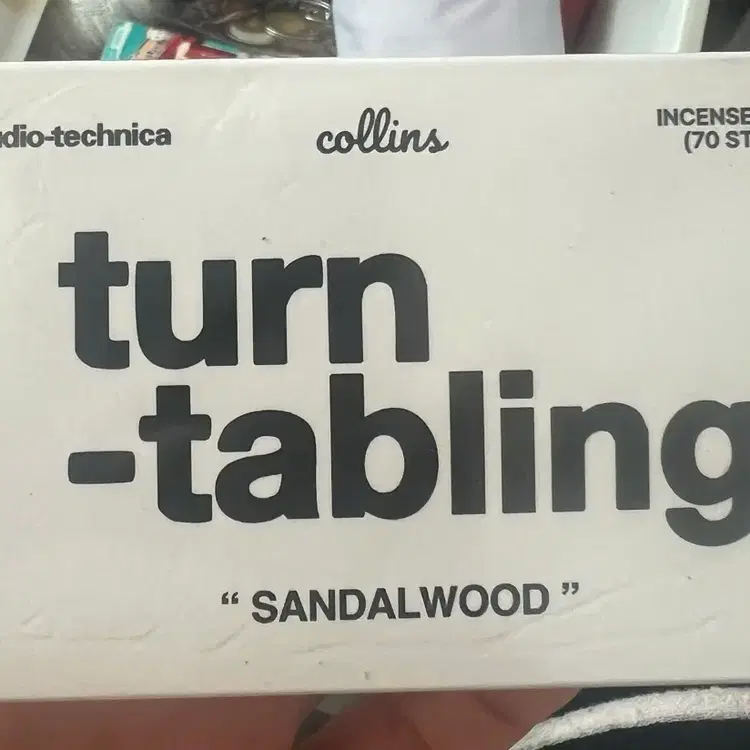 dio-technica
collins
INCENSE
(70 ST
turn
-tabling
“ SANDALWOOD ”